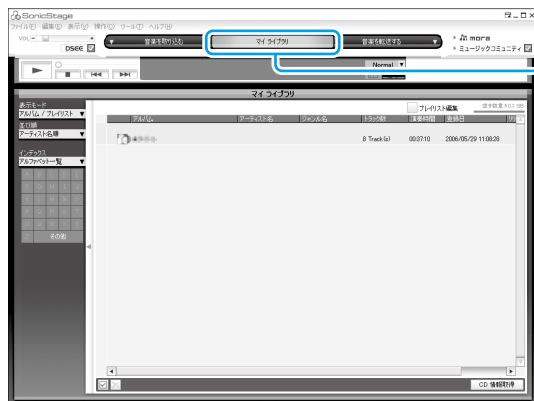 SonicStage
ファイル(F) 編集(E) 表示(V) 操作(O) ツール(T) ヘルプ(H)
VOL
DSEE
音楽を取り込む
マイ ライブラリ
音楽を転送する
more
ミュージックコミュニティ
Normal
マイ ライブラリ
表示モード
アルバム / プレイリスト
並び順
アーティスト名順
インデックス
アルファベット一覧
その他
プレイリスト編集
アルバム アーティスト名 ジャンル名 トラック数 演奏時間 登録日
8 Track(s) 00:37:10 2006/05/29 11:08:28
CD 情報取得